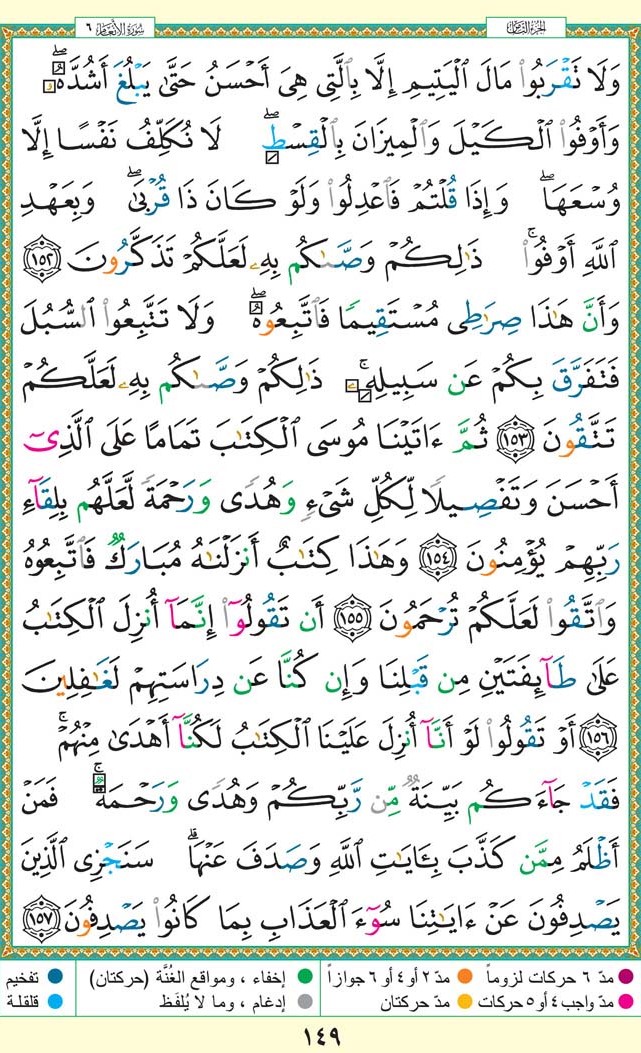 سُورَةُ الأَنعَام ٦
الجزء الثامن
وَلَا تَقۡرَبُواْ مَالَ ٱلۡيَتِيمِ إِلَّا بِٱلَّتِي هِيَ أَحۡسَنُ حَتَّىٰ يَبۡلُغَ أَشُدَّهُۥۖ
وَأَوۡفُواْ ٱلۡكَيۡلَ وَٱلۡمِيزَانَ بِٱلۡقِسۡطِۖ لَا نُكَلِّفُ نَفۡسًا إِلَّا
وُسۡعَهَاۖ وَإِذَا قُلۡتُمۡ فَٱعۡدِلُواْ وَلَوۡ كَانَ ذَا قُرۡبَىٰۖ وَبِعَهۡدِ
ٱللَّهِ أَوۡفُواْۚ ذَٰلِكُمۡ وَصَّىٰكُم بِهِۦ لَعَلَّكُمۡ تَذَكَّرُونَ ١٥٢
وَأَنَّ هَٰذَا صِرَٰطِي مُسۡتَقِيمٗا فَٱتَّبِعُوهُۖ وَلَا تَتَّبِعُواْ ٱلسُّبُلَ
فَتَفَرَّقَ بِكُمۡ عَن سَبِيلِهِۦۚ ذَٰلِكُمۡ وَصَّىٰكُم بِهِۦ لَعَلَّكُمۡ
تَتَّقُونَ ١٥٣ ثُمَّ ءَاتَيۡنَا مُوسَى ٱلۡكِتَٰبَ تَمَامًا عَلَى ٱلَّذِيٓ
أَحۡسَنَ وَتَفۡصِيلٗا لِّكُلِّ شَيۡءٖ وَهُدٗى وَرَحۡمَةٗ لَّعَلَّهُم بِلِقَآءِ
رَبِّهِمۡ يُؤۡمِنُونَ ١٥٤ وَهَٰذَا كِتَٰبٌ أَنزَلۡنَٰهُ مُبَارَكٞ فَٱتَّبِعُوهُ
وَٱتَّقُواْ لَعَلَّكُمۡ تُرۡحَمُونَ ١٥٥ أَن تَقُولُوٓاْ إِنَّمَآ أُنزِلَ ٱلۡكِتَٰبُ
عَلَىٰ طَآئِفَتَيۡنِ مِن قَبۡلِنَا وَإِن كُنَّا عَن دِرَاسَتِهِمۡ لَغَٰفِلِينَ
١٥٦ أَوۡ تَقُولُواْ لَوۡ أَنَّآ أُنزِلَ عَلَيۡنَا ٱلۡكِتَٰبُ لَكُنَّآ أَهۡدَىٰ مِنۡهُمۡۚ
فَقَدۡ جَآءَكُم بَيِّنَةٞ مِّن رَّبِّكُمۡ وَهُدٗى وَرَحۡمَةٞۚ فَمَنۡ
أَظۡلَمُ مِمَّن كَذَّبَ بِـَٔايَٰتِ ٱللَّهِ وَصَدَفَ عَنۡهَاۗ سَنَجۡزِي ٱلَّذِينَ
يَصۡدِفُونَ عَنۡ ءَايَٰتِنَا سُوٓءَ ٱلۡعَذَابِ بِمَا كَانُواْ يَصۡدِفُونَ ١٥٧
مدّ ٦ حركات لزوماً مدّ ٢ أو ٤ أو ٦ جوازاً إخفاء ، ومواقع الغُنَّة (حركتان) تفخيم
مدّ واجب ٤ أو ٥ حركات مدّ حركتان إدغام ، وما لا يُلفَظ قلقلة
١٤٩